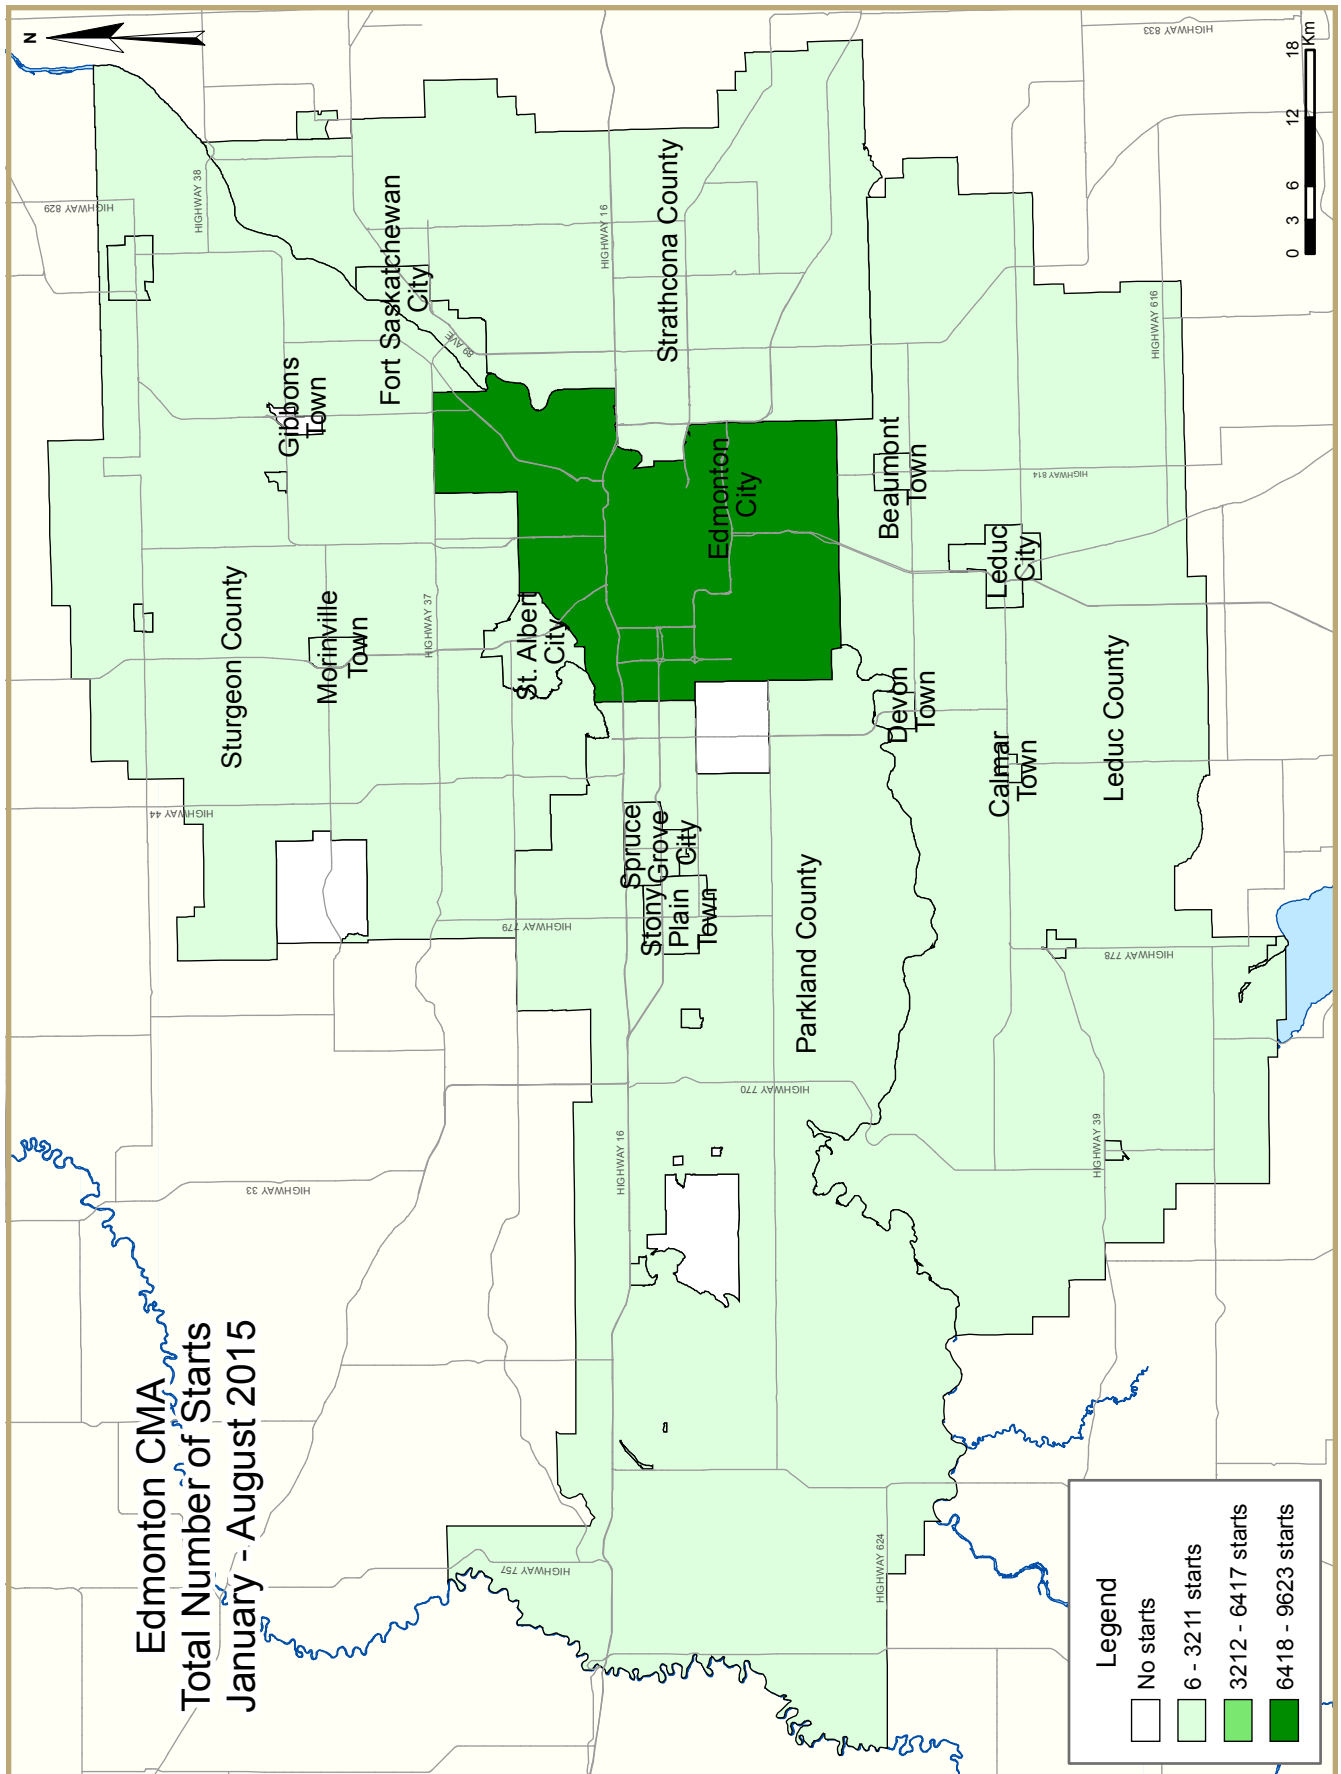 Edmonton CMA
Total Number of Starts
January - August 2015
N
HIGHWAY 829
HIGHWAY 38
HIGHWAY 44
HIGHWAY 33
HIGHWAY 757
HIGHWAY 779
HIGHWAY 37
HIGHWAY 16
89 AVE
HIGHWAY 16
HIGHWAY 770
HIGHWAY 624
HIGHWAY 39
HIGHWAY 778
HIGHWAY 814
HIGHWAY 616
HIGHWAY 833
Sturgeon County
Gibbons
Town
Morinville
Town
Fort Saskatchewan
City
St. Albert
City
Strathcona County
Edmonton
City
Spruce
Grove
City
Stony
Plain
Town
Parkland County
Beaumont
Town
Devon
Town
Leduc
City
Calmar
Town
Leduc County
Legend
No starts
6 - 3211 starts
3212 - 6417 starts
6418 - 9623 starts
0 3 6 12 18
Km